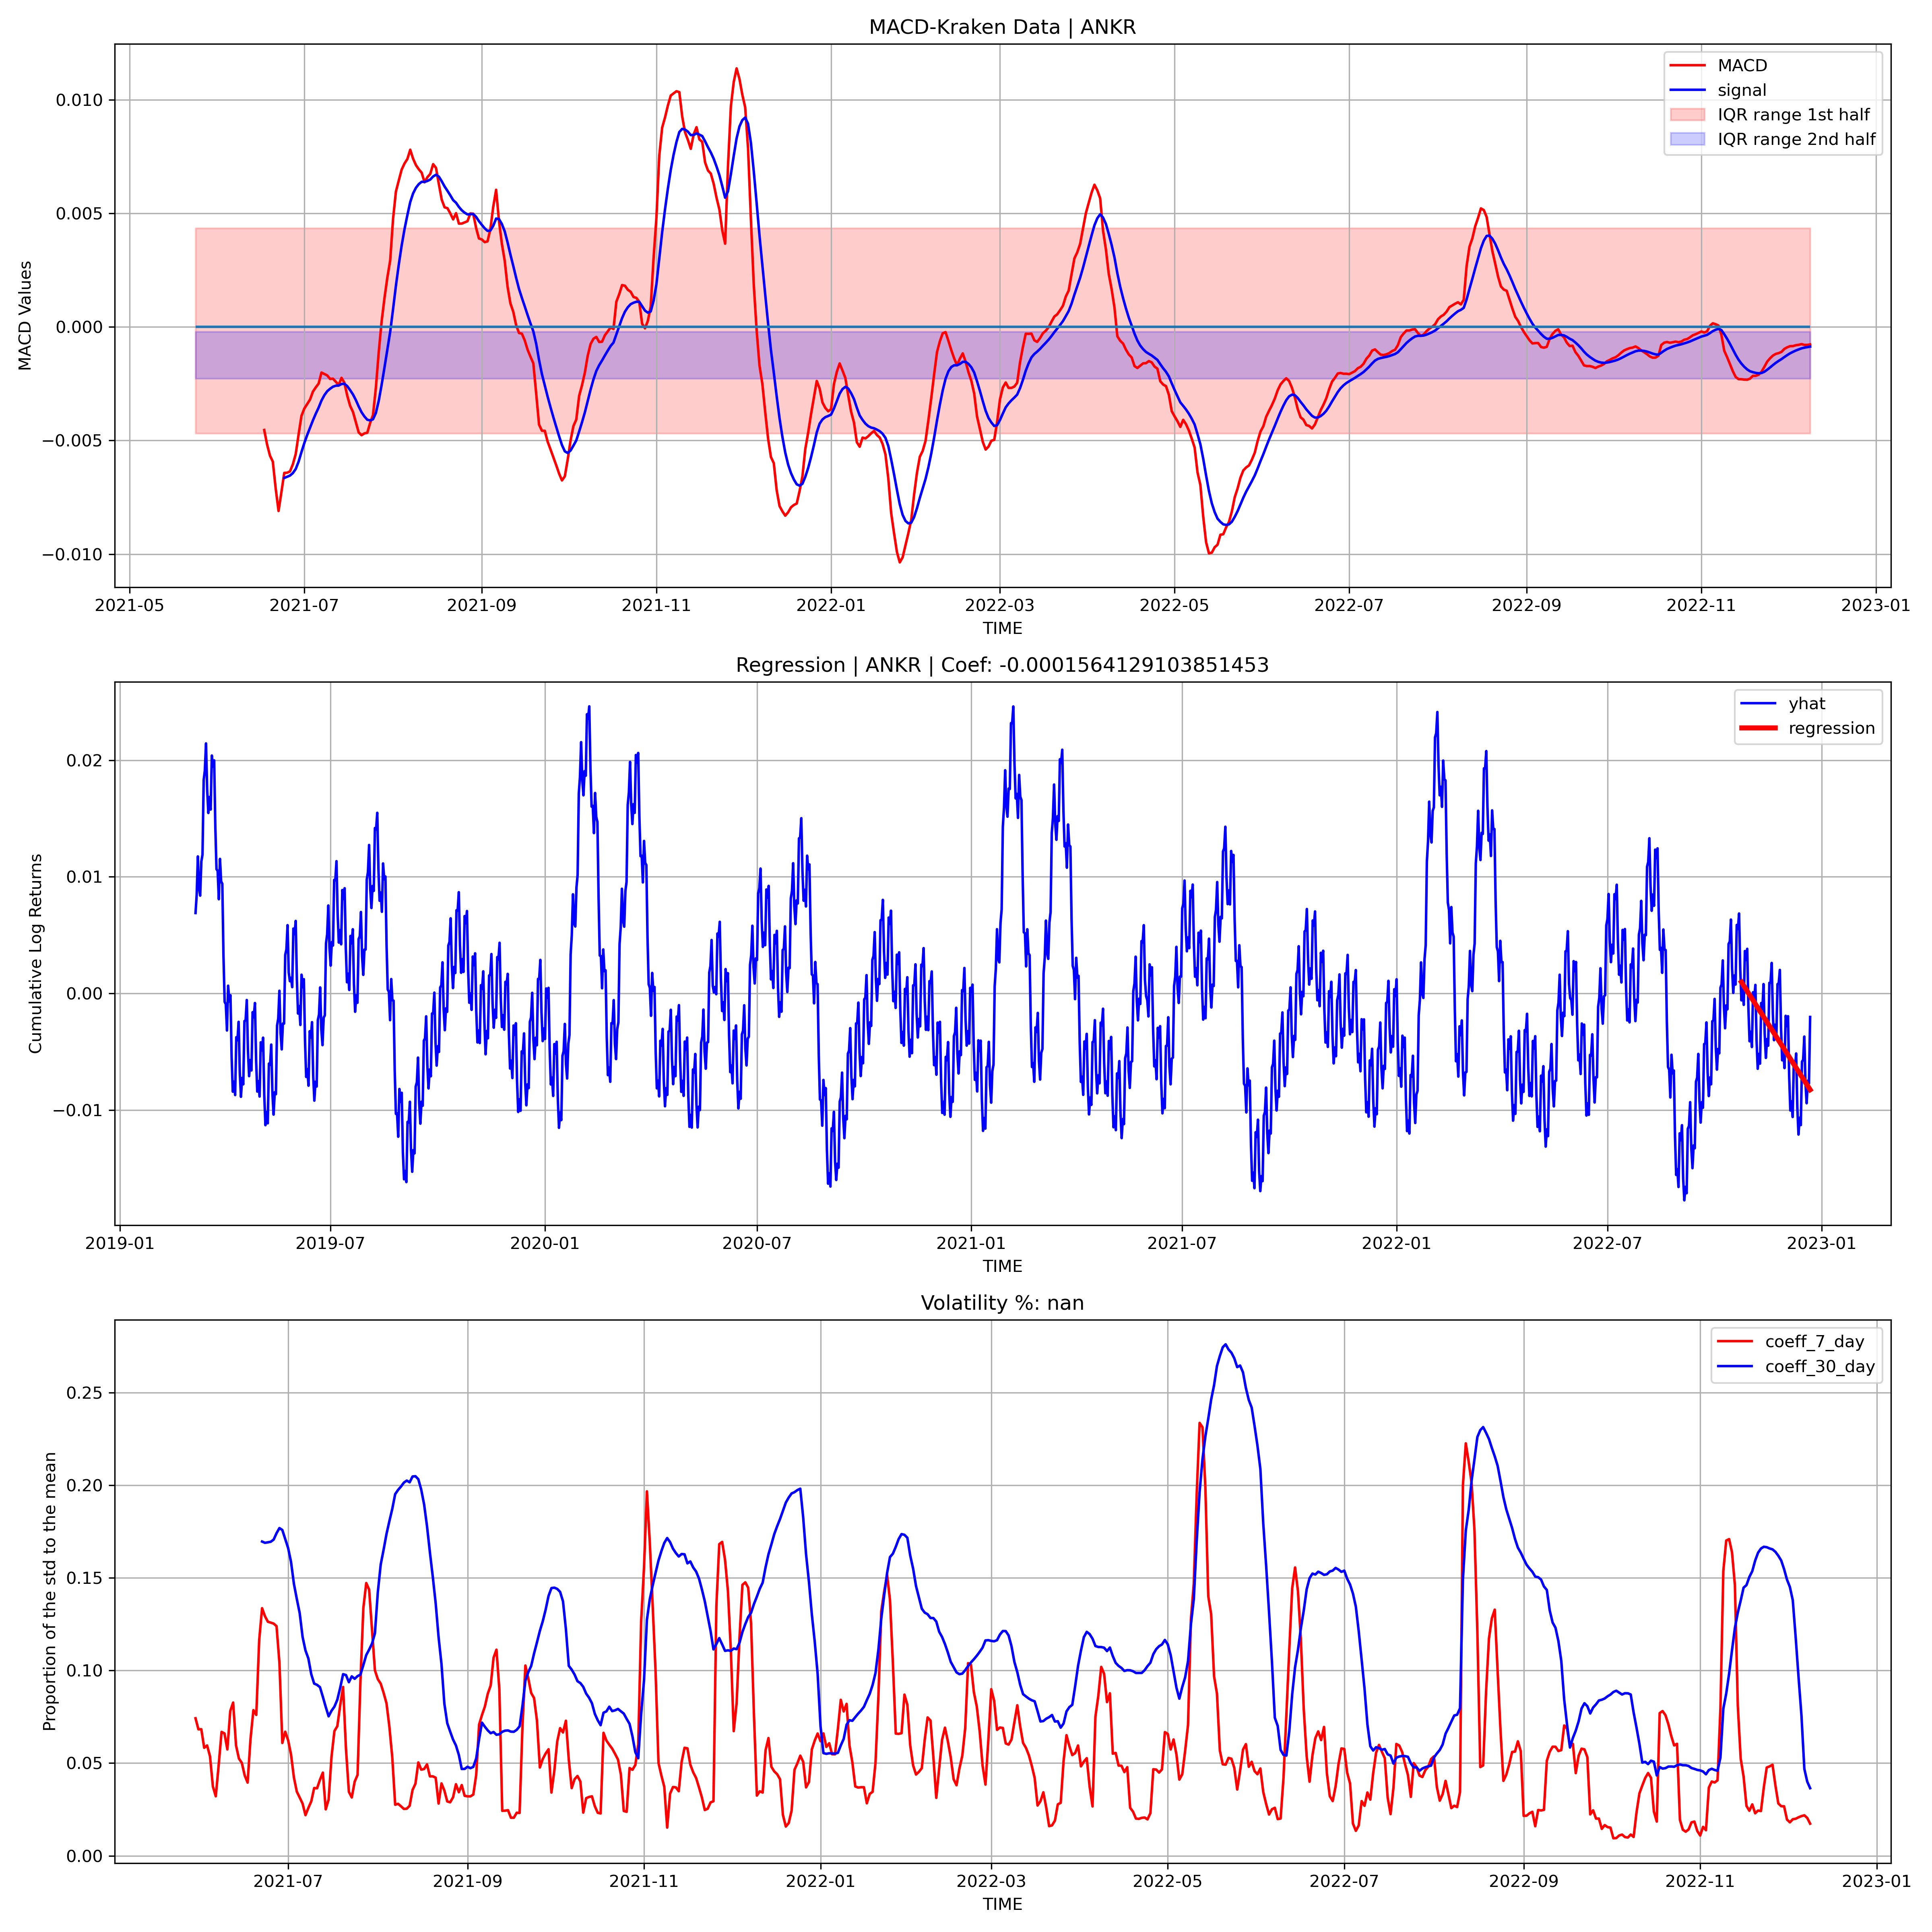 MACD-Kraken Data | ANKR
MACD
signal
IQR range 1st half
IQR range 2nd half
0.010
0.005
0.000
−0.005
−0.010
MACD Values
2021-05 2021-07 2021-09 2021-11 2022-01 2022-03 2022-05 2022-07 2022-09 2022-11 2023-01
TIME
Regression | ANKR | Coef: -0.0001564129103851453
yhat
regression
0.02
0.01
0.00
−0.01
Cumulative Log Returns
2019-01 2019-07 2020-01 2020-07 2021-01 2021-07 2022-01 2022-07 2023-01
TIME
Volatility %: nan
coeff_7_day
coeff_30_day
0.25
0.20
0.15
0.10
0.05
0.00
Proportion of the std to the mean
2021-07 2021-09 2021-11 2022-01 2022-03 2022-05 2022-07 2022-09 2022-11 2023-01
TIME